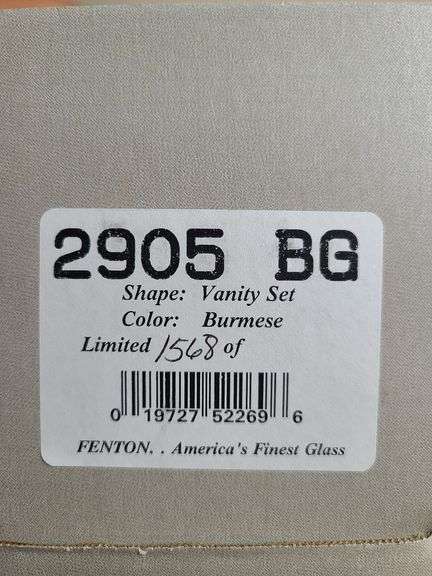 2905 BG
Shape: Vanity Set
Color: Burmese
Limited 1568 of
0 19727 52269 6
FENTON. . America's Finest Glass